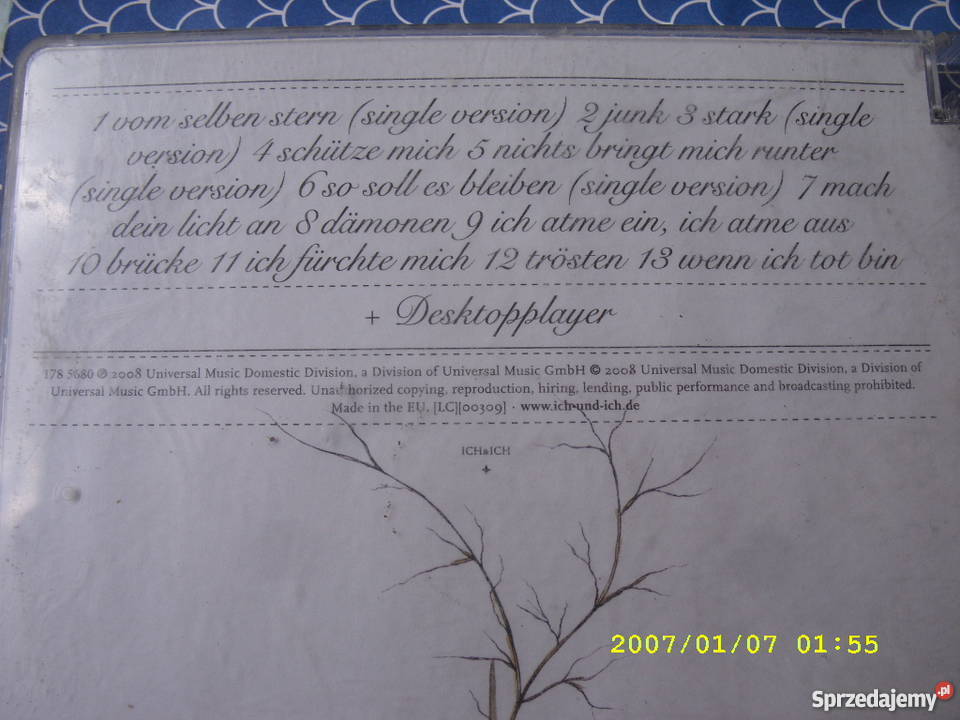 1 vom selben stern (single version) 2 junk 3 stark (single
version) 4 schütze mich 5 nichts bringt mich runter
(single version) 6 so soll es bleiben (single version) 7 mach
dein licht an 8 dämonen 9 ich atme ein, ich atme aus
10 brücke 11 ich fürchte mich 12 trösten 13 wenn ich tot bin
+ Desktopplayer
178 5680 ℗ 2008 Universal Music Domestic Division, a Division of Universal Music GmbH © 2008 Universal Music Domestic Division, a Division of
Universal Music GmbH. All rights reserved. Unauthorized copying, reproduction, hiring, lending, public performance and broadcasting prohibited.
Made in the EU. [LC][00309] · www.ich-und-ich.de
ICH&ICH
2007/01/07 01:55
Sprzedajemy.pl